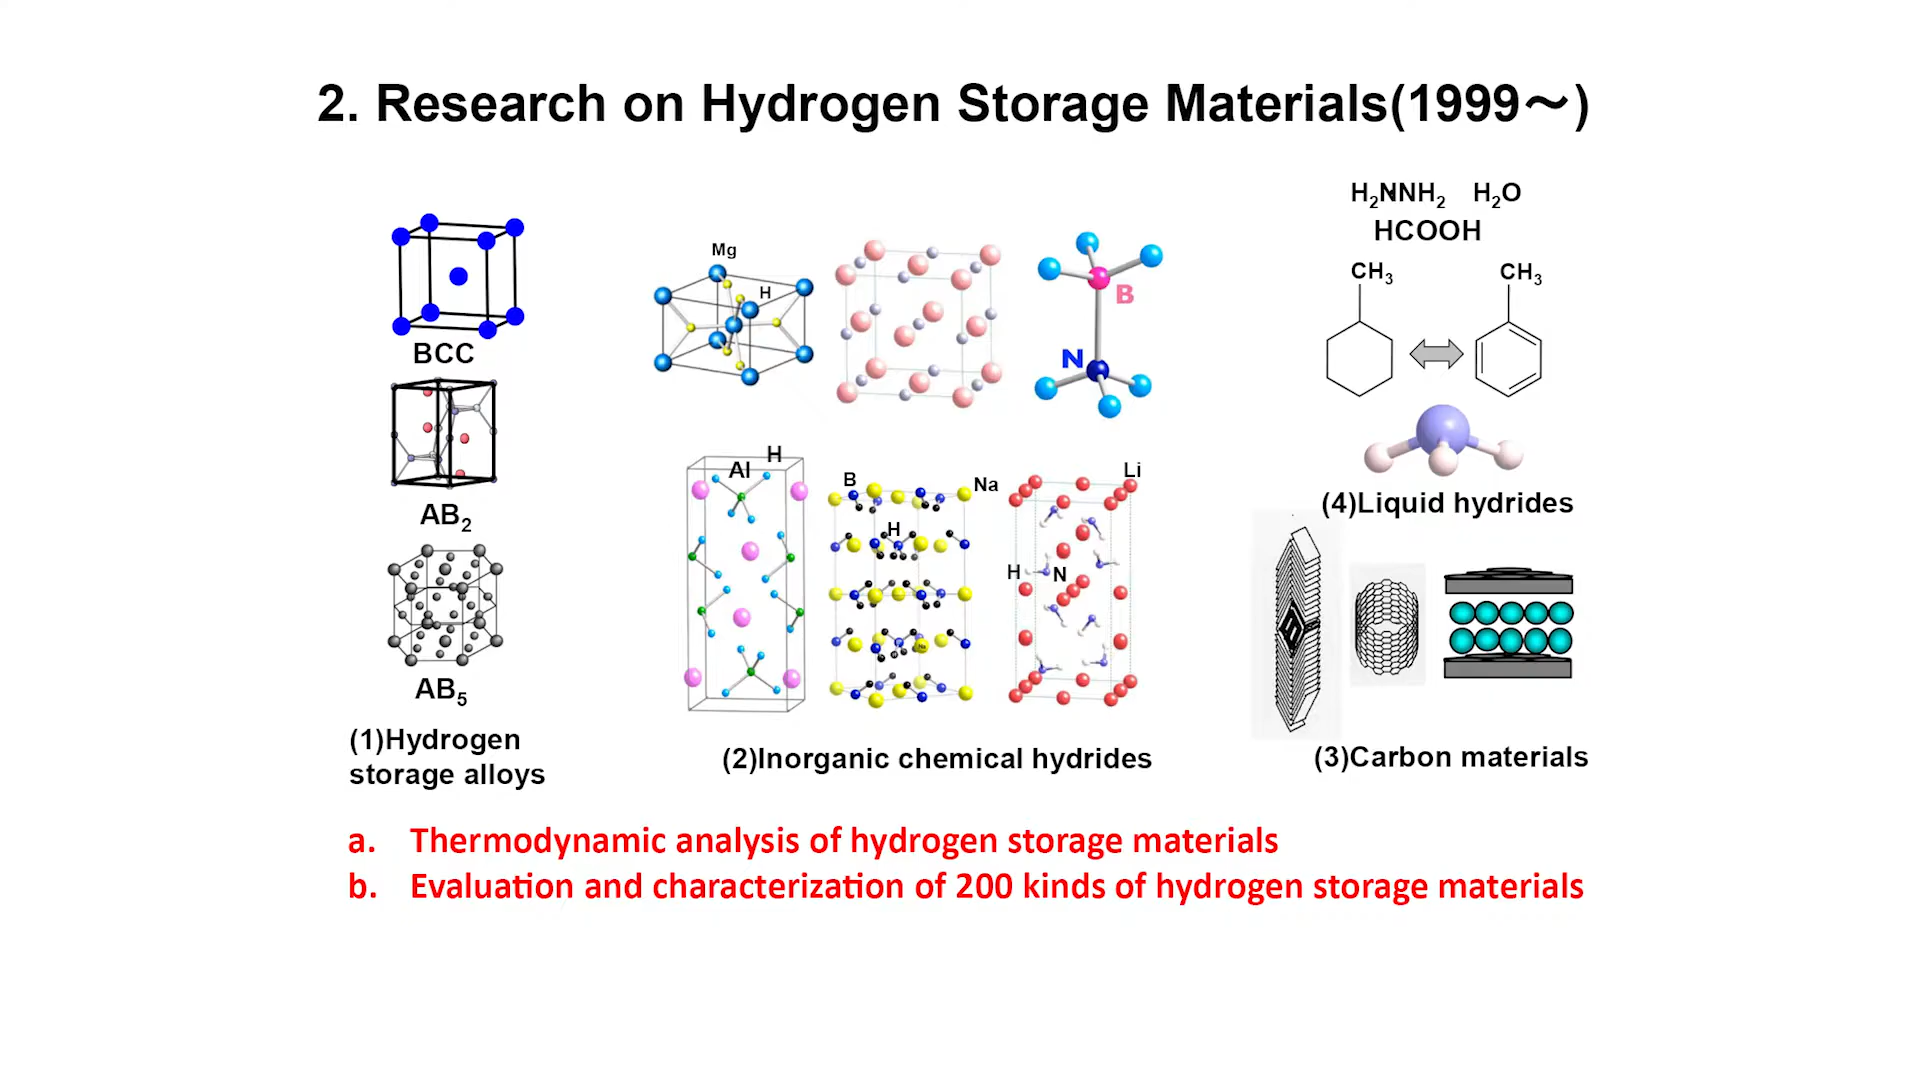 2. Research on Hydrogen Storage Materials(1999～)
BCC
AB2
AB5
(1)Hydrogen
storage alloys
Mg
H
B
N
Al
H
B
Na
H
Na
Li
H
N
(2)Inorganic chemical hydrides
H2NNH2 H2O
HCOOH
CH3
CH3
(4)Liquid hydrides
(3)Carbon materials
a. Thermodynamic analysis of hydrogen storage materials
b. Evaluation and characterization of 200 kinds of hydrogen storage materials